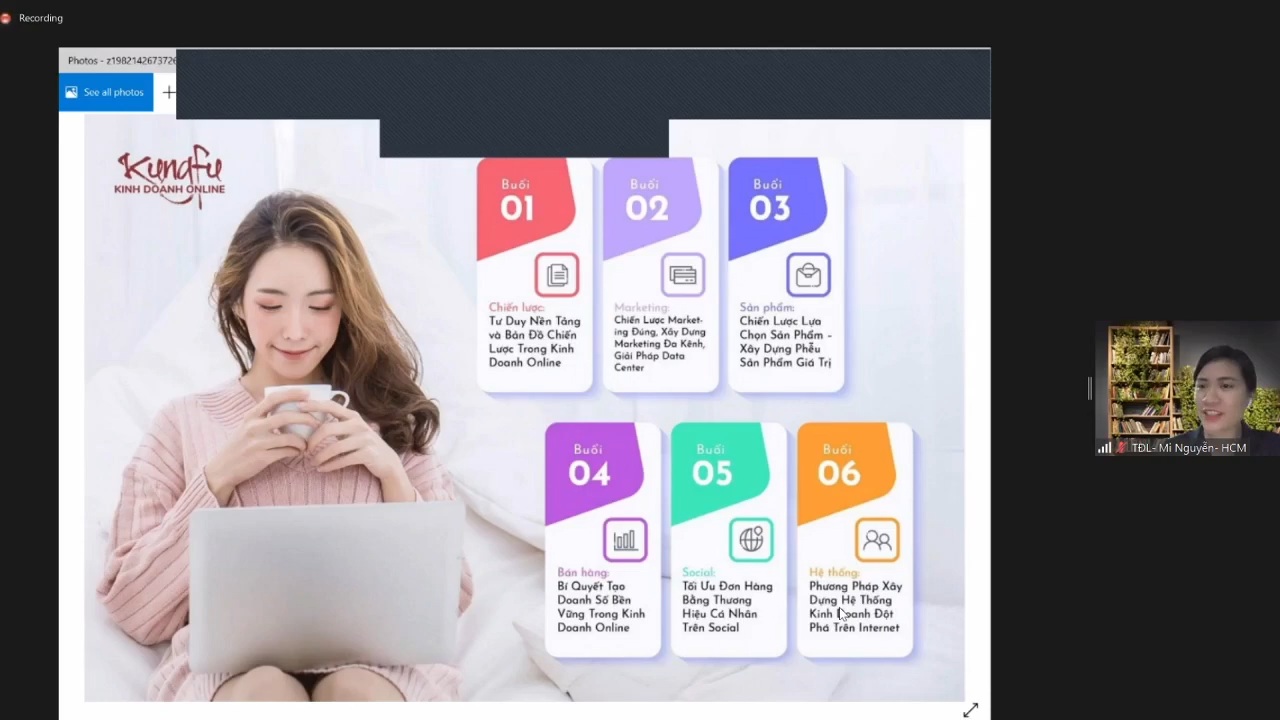 Recording
Photos - z1982142673726
See all photos
Kungfu
KINH DOANH ONLINE
Buổi
01
Chiến lược:
Tư Duy Nền Tảng
và Bản Đồ Chiến
Lược Trong Kinh
Doanh Online
Buổi
02
Marketing:
Chiến Lược Market-
ing Đúng, Xây Dựng
Marketing Đa Kênh,
Giải Pháp Data
Center
Buổi
03
Sản phẩm:
Chiến Lược Lựa
Chọn Sản Phẩm -
Xây Dựng Phễu
Sản Phẩm Giá Trị
Buổi
04
Bán hàng:
Bí Quyết Tạo
Doanh Số Bền
Vững Trong Kinh
Doanh Online
Buổi
05
Social:
Tối Ưu Đơn Hàng
Bằng Thương
Hiệu Cá Nhân
Trên Social
Buổi
06
Hệ thống:
Phương Pháp Xây
Dựng Hệ Thống
Kinh Doanh Đột
Phá Trên Internet
TĐL- Mi Nguyễn- HCM